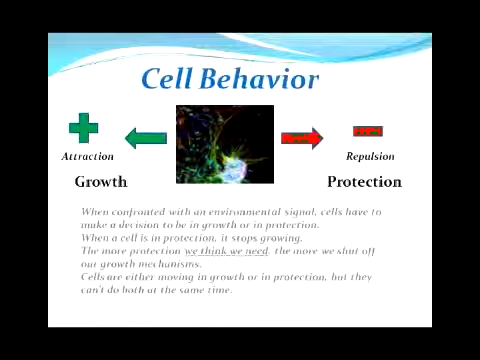 Cell Behavior
Attraction
Repulsion
Growth
Protection
When confronted with an environmental signal, cells have to
make a decision to be in growth or in protection.
When a cell is in protection, it stops growing.
The more protection we think we need, the more we shut off
our growth mechanisms.
Cells are either moving in growth or in protection, but they
can't do both at the same time.